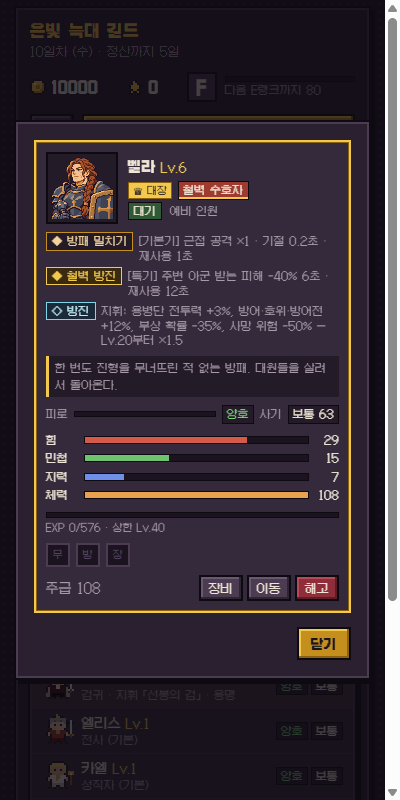 은빛 늑대 길드
10일차 (수) · 정산까지 5일
10000 0 F 다음 E랭크까지 80
벨라 Lv.6
대장 철벽 수호자
대기 예비 인원
◆ 방패 밀치기 [기본기] 근접 공격 ×1 · 기절 0.2초 ·
재사용 1초
◆ 철벽 방진 [특기] 주변 아군 받는 피해 -40% 6초 ·
재사용 12초
◇ 방진 지휘: 용병단 전투력 +3%, 방어·호위·방어전
+12%, 부상 확률 -35%, 사망 위험 -50% —
Lv.20부터 ×1.5
한 번도 진형을 무너뜨린 적 없는 방패. 대원들을 살려
서 돌아온다.
피로 양호 사기 보통 63
힘 29
민첩 15
지력 7
체력 108
EXP 0/576 · 상한 Lv.40
무 방 장
주급 108 장비 이동 해고
닫기
검귀 · 지휘 「선봉의 검」 · 용명
양호 보통
엘리스 Lv.1
전사 (기본)
양호 보통
카엘 Lv.1
성직자 (기본)
양호 보통